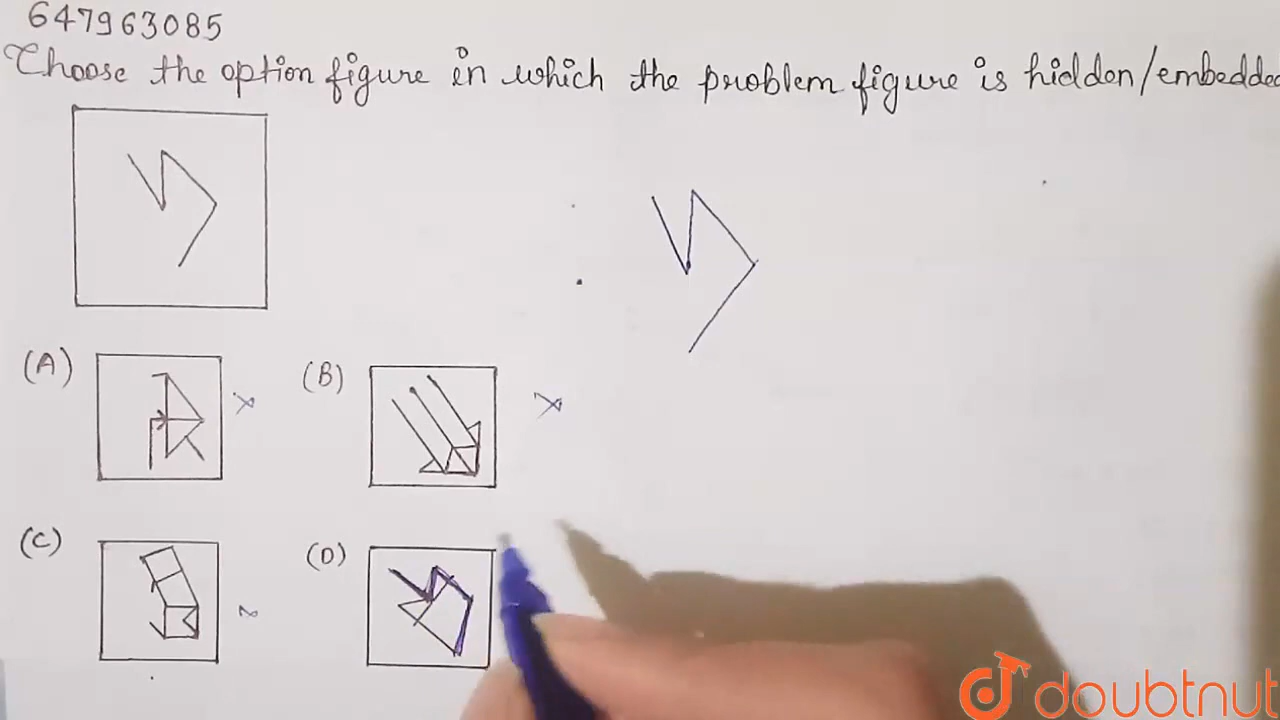 647963085
Choose the option figure in which the problem figure is hidden/embedded
(A)
(B)
(C)
(D)
doubtnut